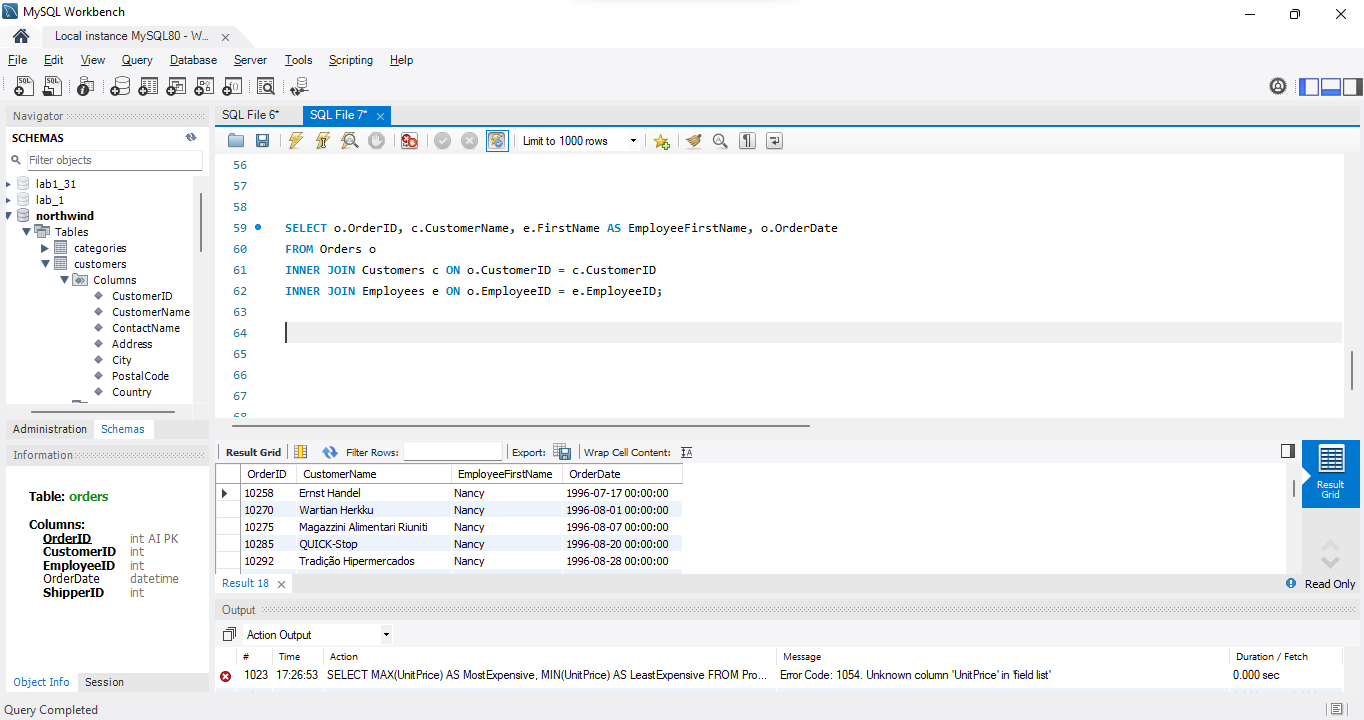 MySQL Workbench
Local instance MySQL80 - W...
File Edit View Query Database Server Tools Scripting Help
Navigator
SCHEMAS
Filter objects
lab1_31
lab_1
northwind
Tables
categories
customers
Columns
CustomerID
CustomerName
ContactName
Address
City
PostalCode
Country
Administration Schemas
Information
Table: orders
Columns:
OrderID int AI PK
CustomerID int
EmployeeID int
OrderDate datetime
ShipperID int
Object Info Session
SQL File 6* SQL File 7*
Limit to 1000 rows
56
57
58
59 SELECT o.OrderID, c.CustomerName, e.FirstName AS EmployeeFirstName, o.OrderDate
60 FROM Orders o
61 INNER JOIN Customers c ON o.CustomerID = c.CustomerID
62 INNER JOIN Employees e ON o.EmployeeID = e.EmployeeID;
63
64
65
66
67
68
Result Grid Filter Rows: Export: Wrap Cell Content:
OrderID CustomerName EmployeeFirstName OrderDate
10258 Ernst Handel Nancy 1996-07-17 00:00:00
10270 Wartian Herkku Nancy 1996-08-01 00:00:00
10275 Magazzini Alimentari Riuniti Nancy 1996-08-07 00:00:00
10285 QUICK-Stop Nancy 1996-08-20 00:00:00
10292 Tradição Hipermercados Nancy 1996-08-28 00:00:00
Result Grid
Result 18 Read Only
Output
Action Output
# Time Action Message Duration / Fetch
1023 17:26:53 SELECT MAX(UnitPrice) AS MostExpensive, MIN(UnitPrice) AS LeastExpensive FROM Pro... Error Code: 1054. Unknown column 'UnitPrice' in 'field list' 0.000 sec
Query Completed